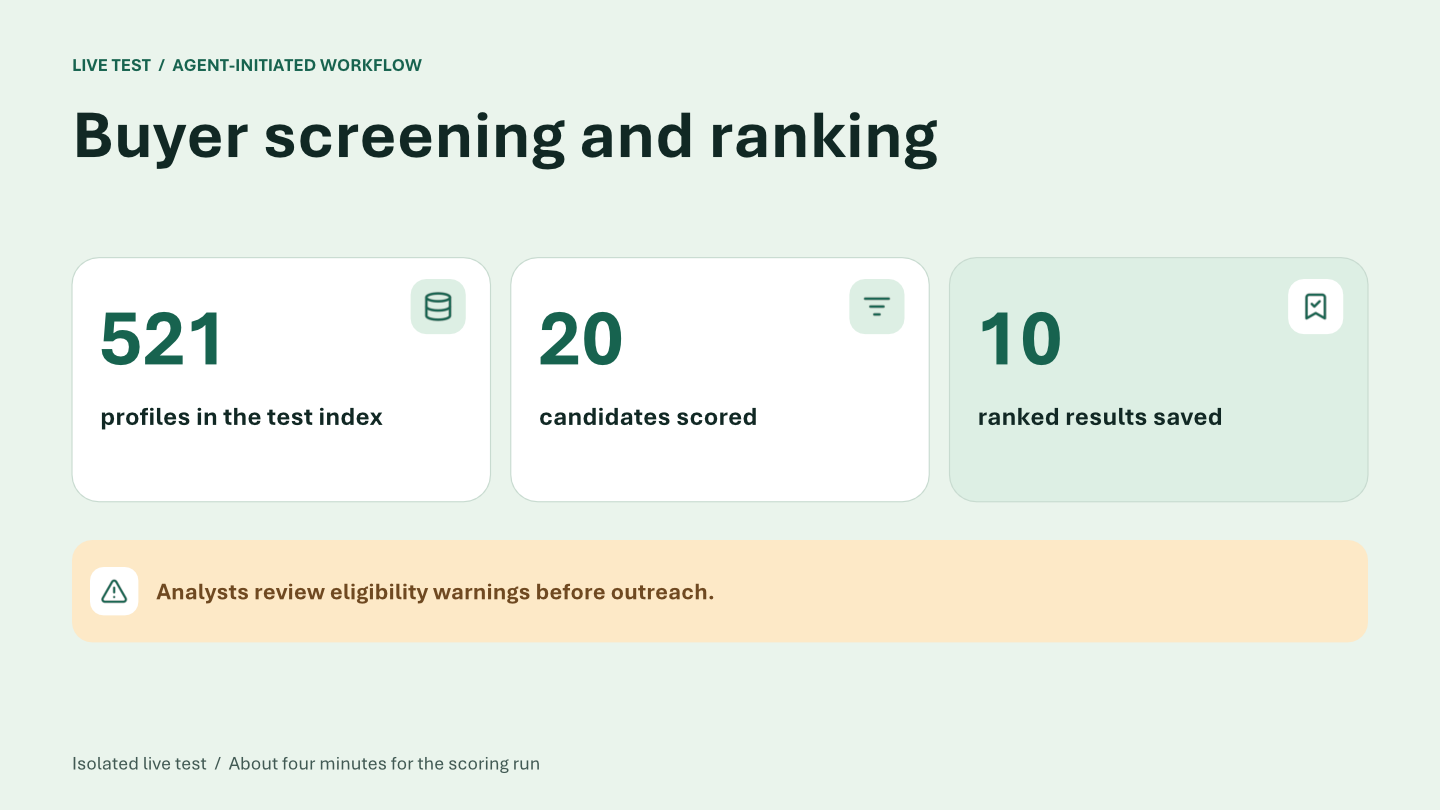 LIVE TEST / AGENT-INITIATED WORKFLOW
Buyer screening and ranking
521
profiles in the test index
20
candidates scored
10
ranked results saved
Analysts review eligibility warnings before outreach.
Isolated live test / About four minutes for the scoring run